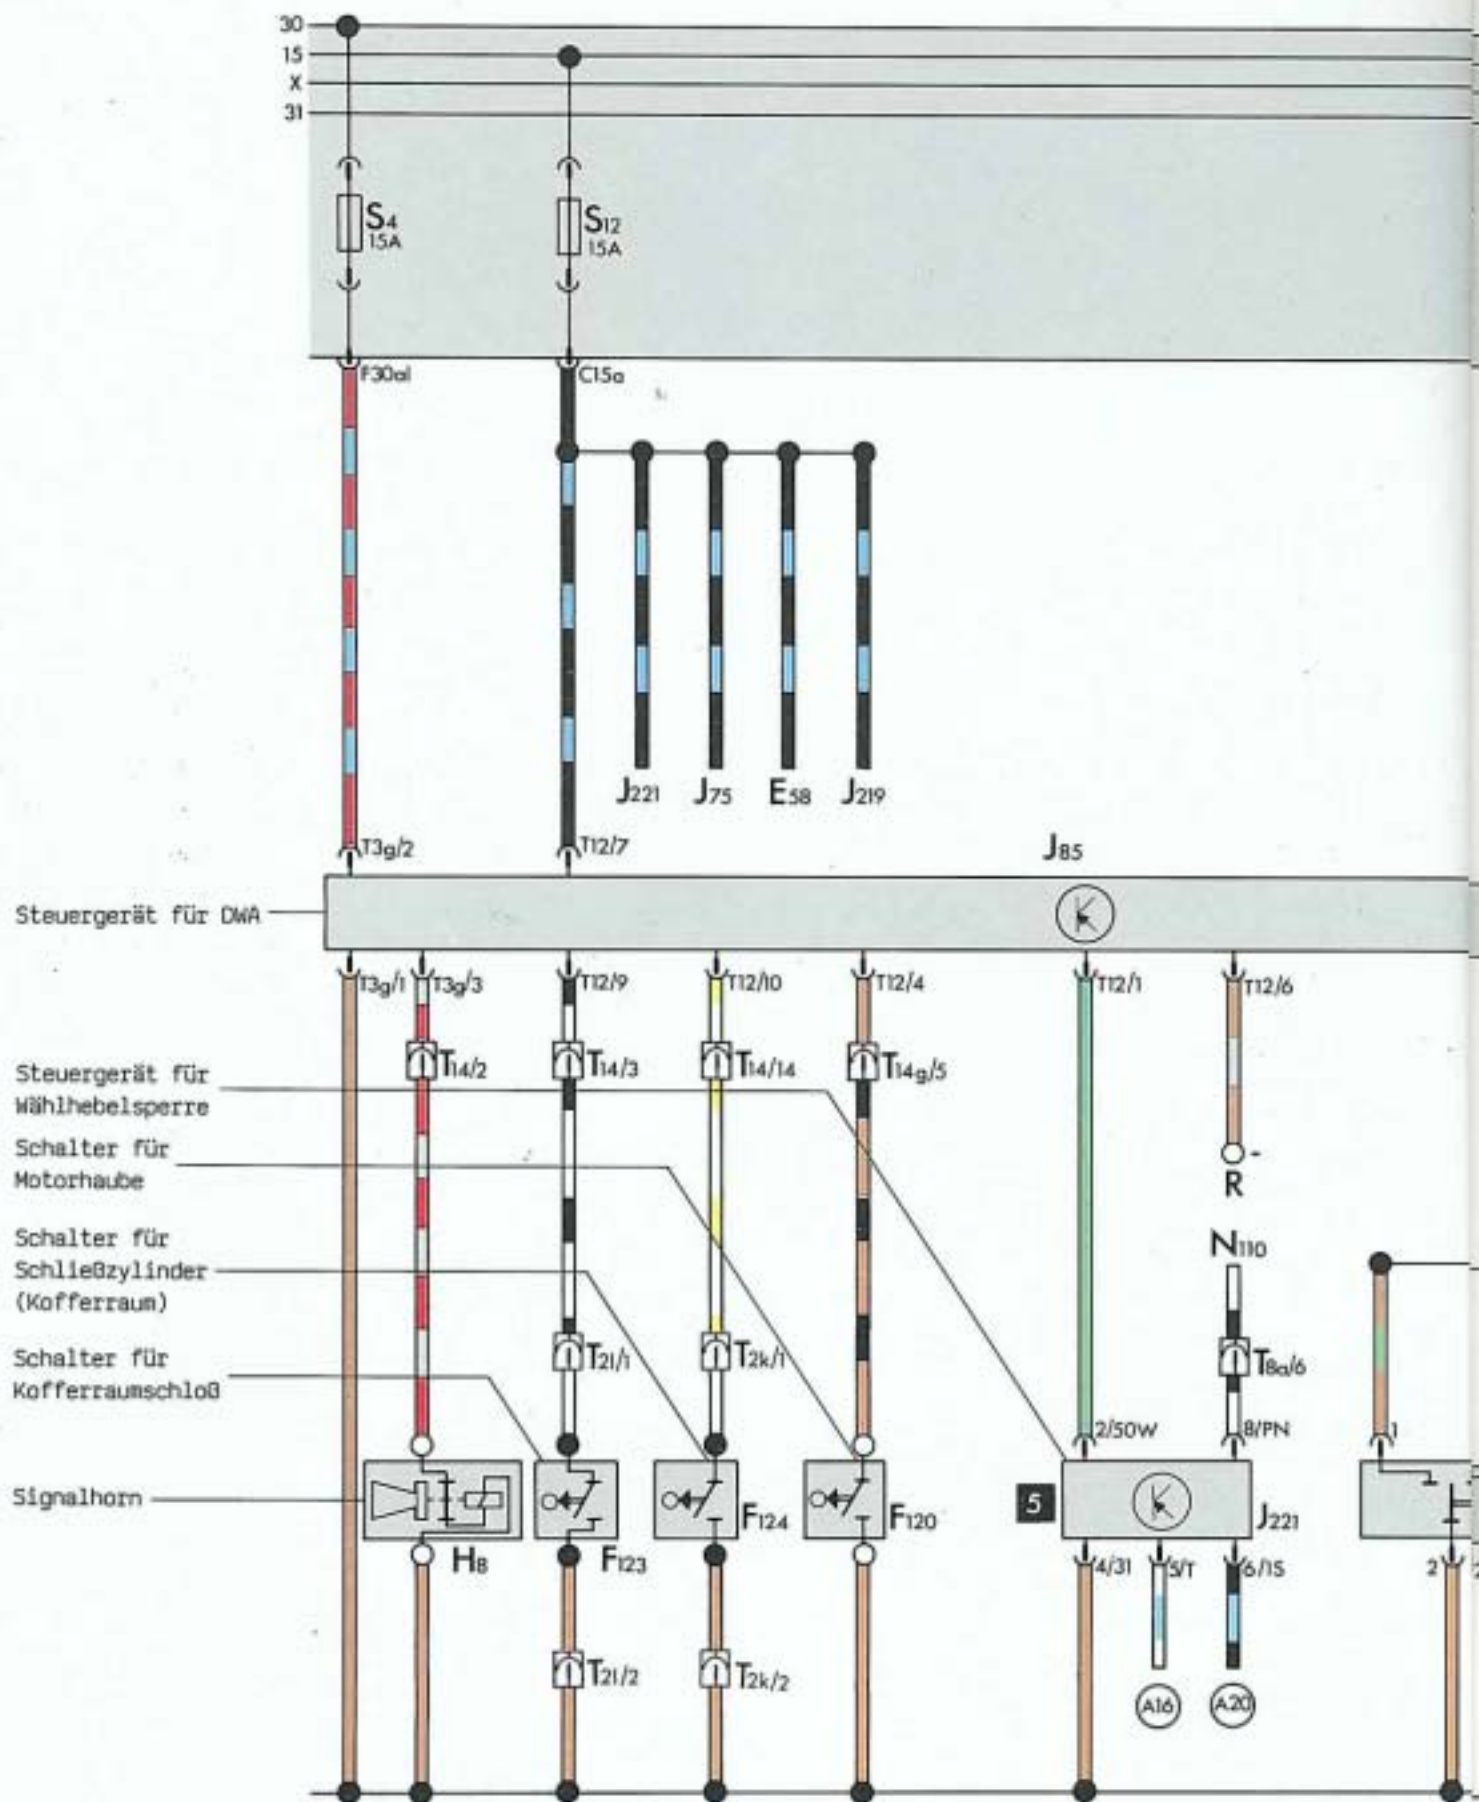 30
15
X
31
S4
15A
S12
15A
F30al
C15a
J221
J75
E58
J219
T3g/2
T12/7
J85
Steuergerät für DWA
T3g/1
T3g/3
T12/9
T12/10
T12/4
T12/1
T12/6
T14/2
T14/3
T14/14
T14g/5
Steuergerät für
Wählhebelsperre
Schalter für
Motorhaube
R
-
Schalter für
Schließzylinder
(Kofferraum)
N110
Schalter für
Kofferraumschloß
T2l/1
T2k/1
T8a/6
2/50W
8/PN
1
Signalhorn
5
H8
F123
F124
F120
J221
4/31
5/T
6/15
2
T2l/2
T2k/2
A16
A20